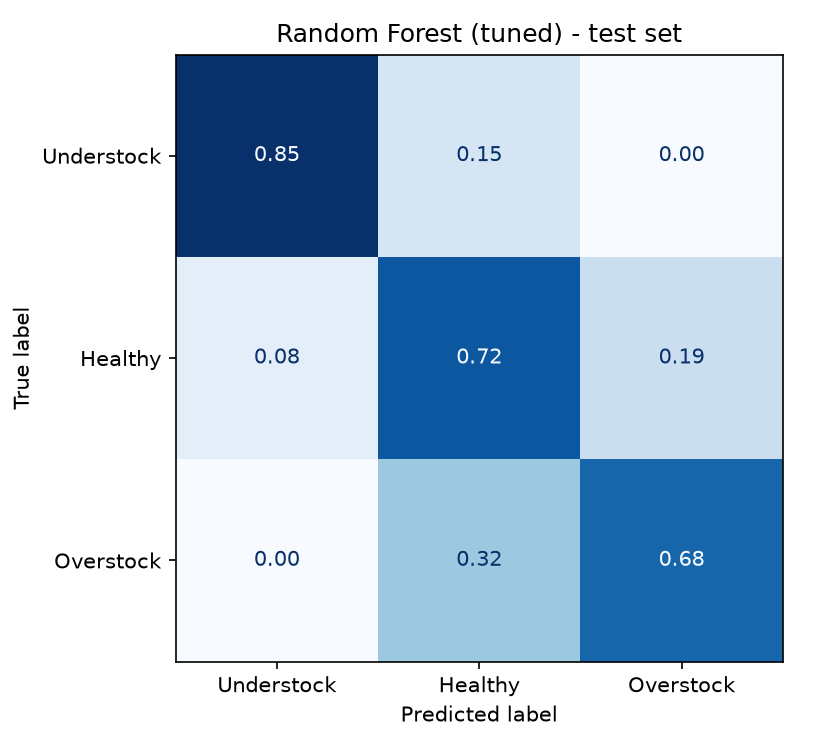 Random Forest (tuned) - test set
True label
Understock 0.85 0.15 0.00
Healthy 0.08 0.72 0.19
Overstock 0.00 0.32 0.68
Understock Healthy Overstock
Predicted label